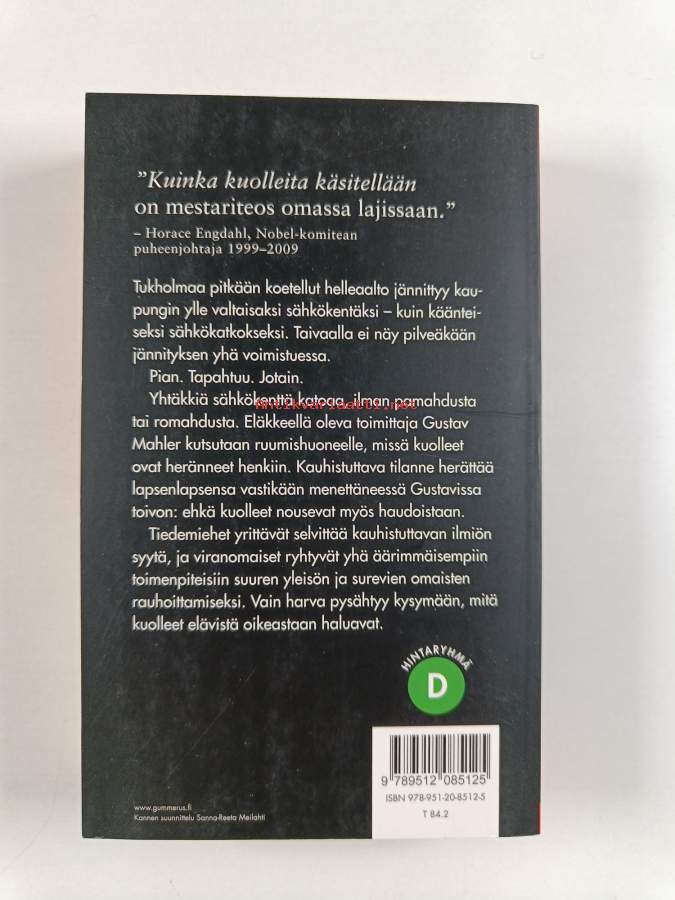 ”Kuinka kuolleita käsitellään
on mestariteos omassa lajissaan.”
– Horace Engdahl, Nobel-komitean
puheenjohtaja 1999–2009
Tukholmaa pitkään koetellut helleaalto jännittyy kau-
pungin ylle valtaisaksi sähkökentäksi – kuin käänteі-
seksi sähkökatkokseksi. Taivaalla ei näy pilveäkään
jännityksen yhä voimistuessa.
Pian. Tapahtuu. Jotain.
Yhtäkkiä sähkökenttä katoaa, ilman pamahdusta
Antikvariaatti.net
tai romahdusta. Eläkkeellä oleva toimittaja Gustav
Mahler kutsutaan ruumishuoneelle, missä kuolleet
ovat heränneet henkiin. Kauhistuttava tilanne herättää
lapsenlapsensa vastikään menettäneessä Gustavissa
toivon: ehkä kuolleet nousevat myös haudoistaan.
Tiedemiehet yrittävät selvittää kauhistuttavan ilmiön
syytä, ja viranomaiset ryhtyvät yhä äärimmäisempiin
toimenpiteisiin suuren yleisön ja surevien omaisten
rauhoittamiseksi. Vain harva pysähtyy kysymään, mitä
kuolleet elävistä oikeastaan haluavat.
HINTARYHMÄ
D
9 789512 085125
ISBN 978-951-20-8512-5
T 84.2
www.gummerus.fi
Kannen suunnittelu Sanna-Reeta Meilahti